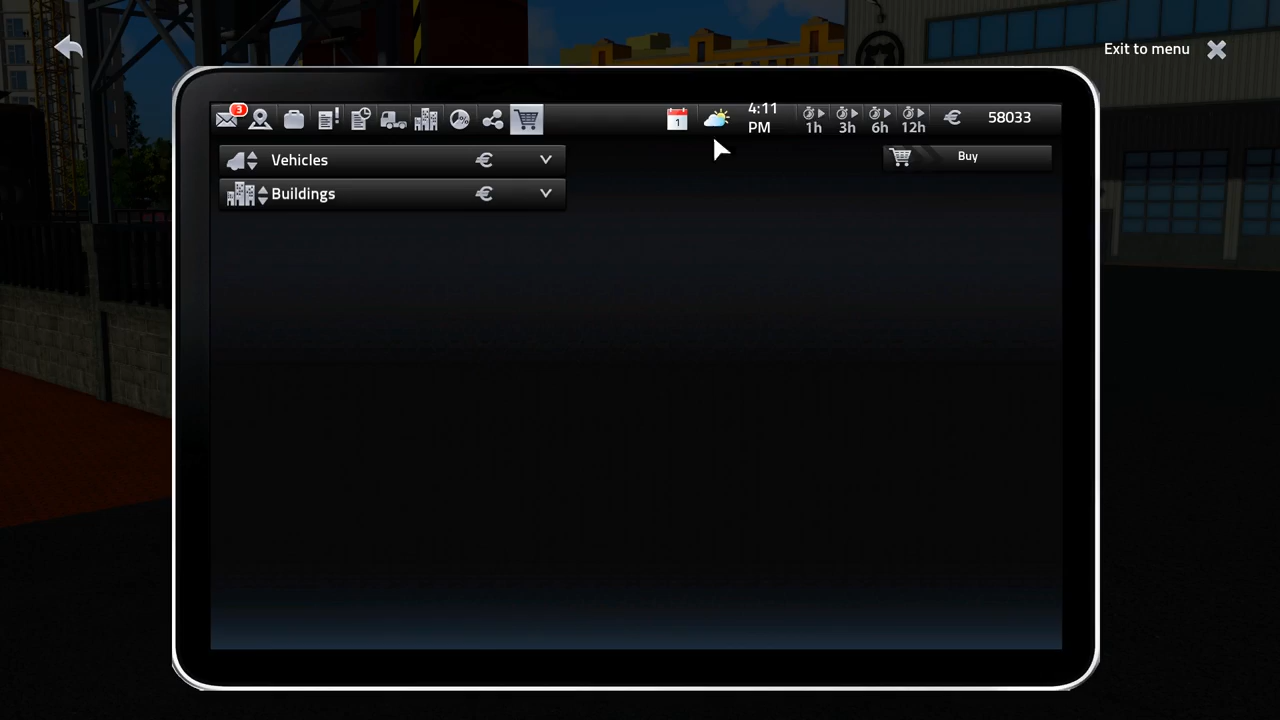 Exit to menu
3
1
4:11 PM
1h
3h
6h
12h
€ 58033
Vehicles €
Buy
Buildings €